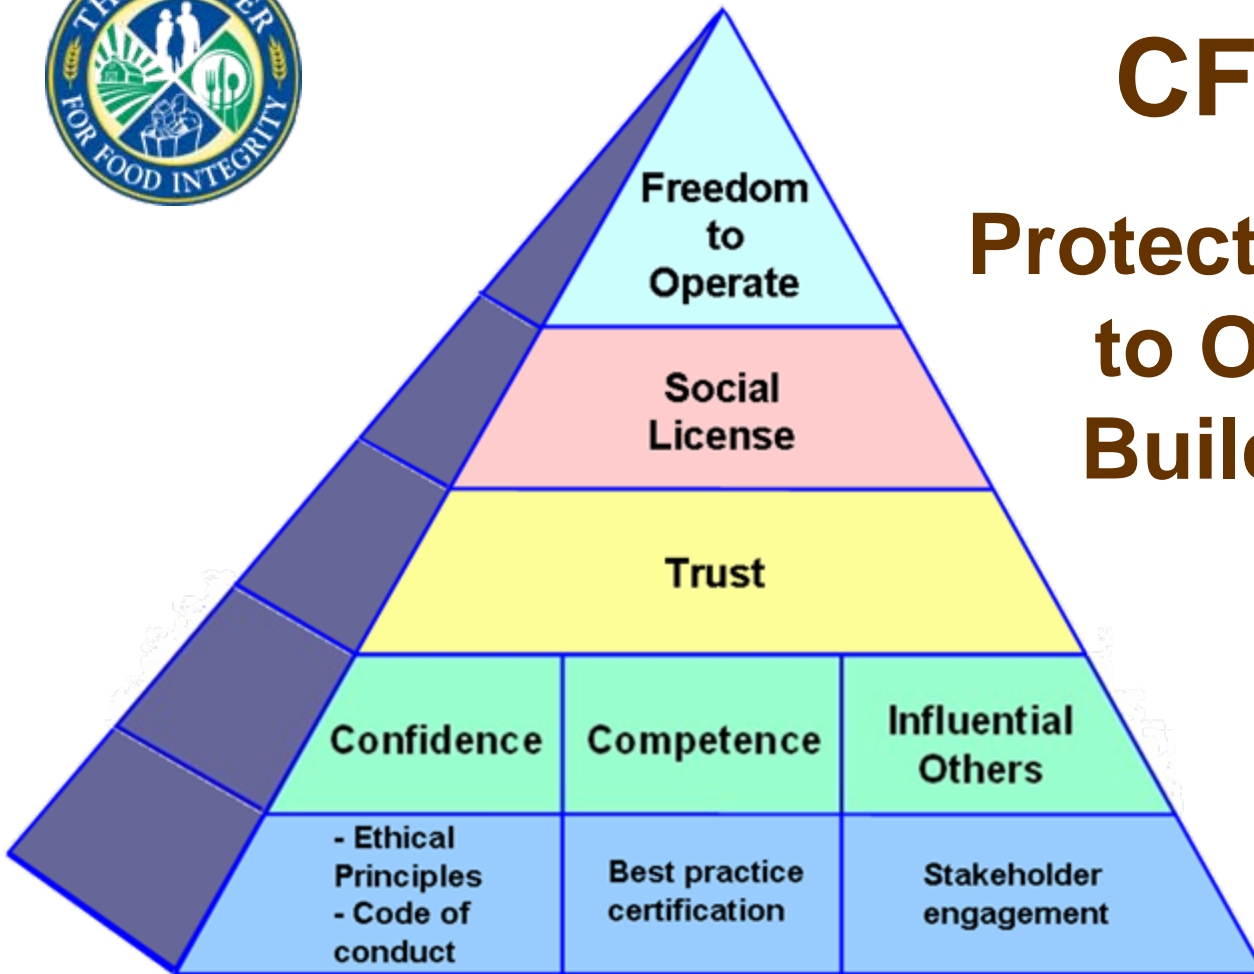 FOR FOOD INTEGRITY
CF
Protect
to O
Build
Freedom
to
Operate
Social
License
Trust
Confidence
Competence
Influential
Others
- Ethical
Principles
- Code of
conduct
Best practice
certification
Stakeholder
engagement